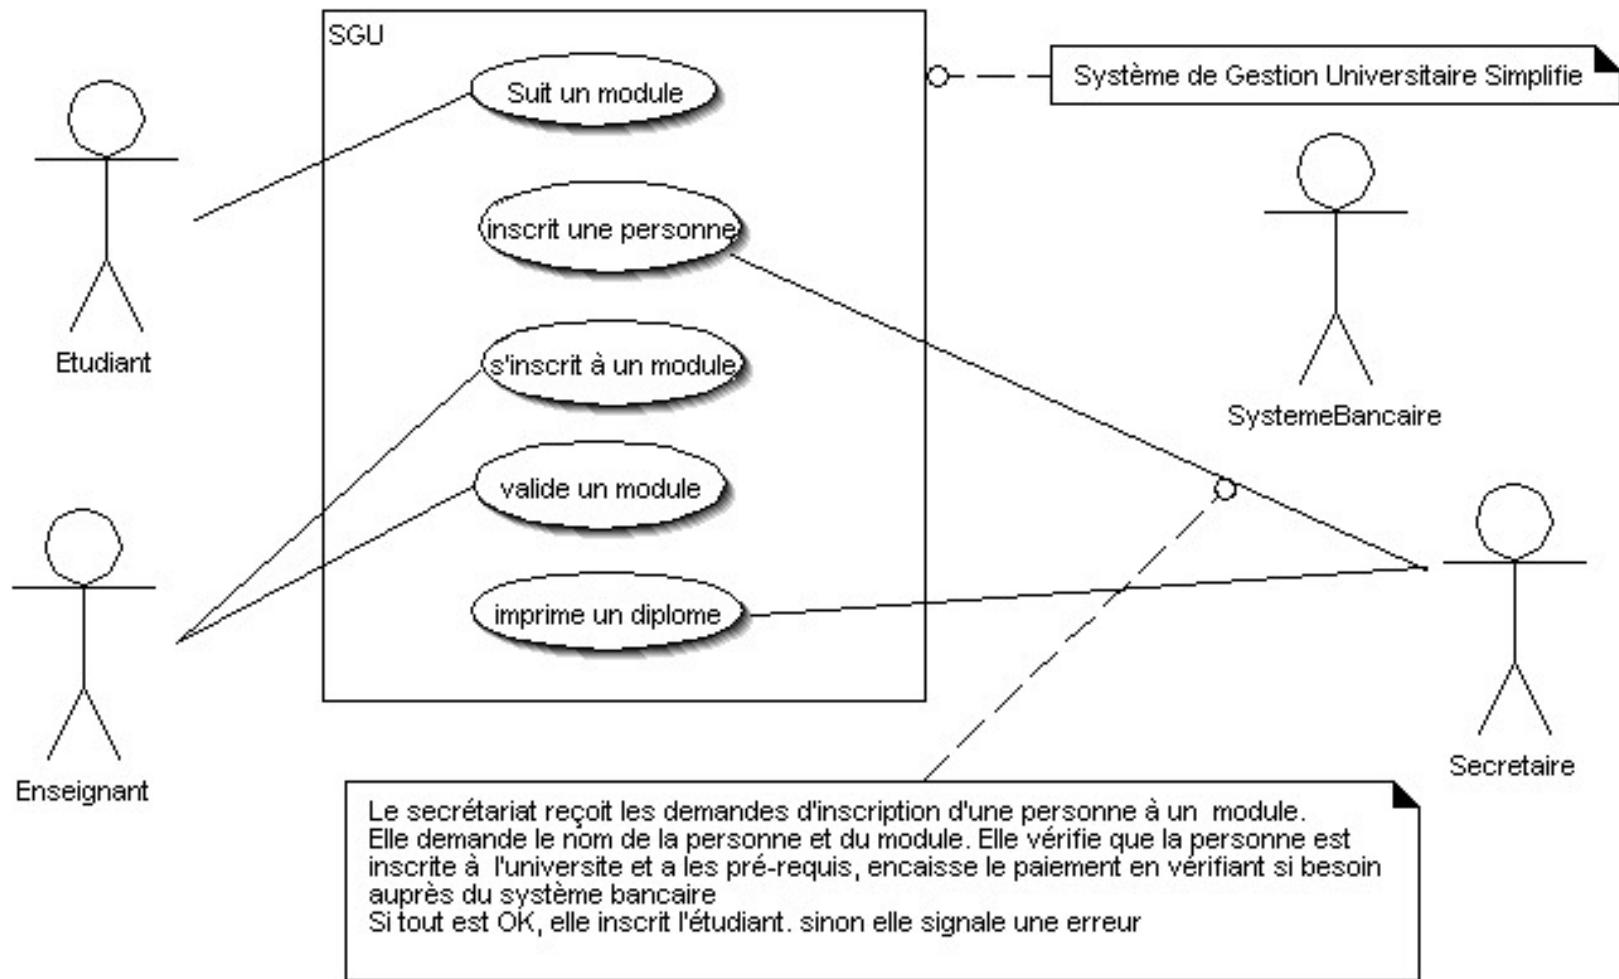 SGU
Suit un module
Système de Gestion Universitaire Simplifie
inscrit une personne
Etudiant
s'inscrit à un module
SystemeBancaire
valide un module
imprime un diplome
Enseignant
Secretaire
Le secrétariat reçoit les demandes d'inscription d'une personne à un module.
Elle demande le nom de la personne et du module. Elle vérifie que la personne est
inscrite à l'universite et a les pré-requis, encaisse le paiement en vérifiant si besoin
auprès du système bancaire
Si tout est OK, elle inscrit l'étudiant. sinon elle signale une erreur